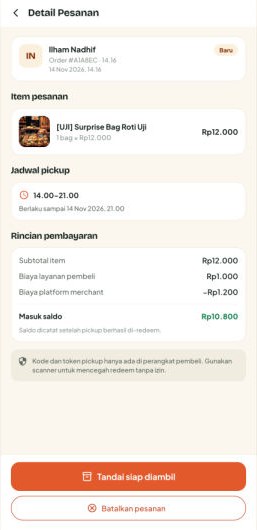 Detail Pesanan
IN
Ilham Nadhif
Baru
Order #A1A8EC · 14.16
14 Nov 2026, 14.16
Item pesanan
[UJI] Surprise Bag Roti Uji
Rp12.000
1 bag × Rp12.000
Jadwal pickup
14.00–21.00
Berlaku sampai 14 Nov 2026, 21.00
Rincian pembayaran
Subtotal item Rp12.000
Biaya layanan pembeli Rp1.000
Biaya platform merchant -Rp1.200
Masuk saldo Rp10.800
Saldo dicatat setelah pickup berhasil di-redeem.
Kode dan token pickup hanya ada di perangkat pembeli. Gunakan
scanner untuk mencegah redeem tanpa izin.
Tandai siap diambil
Batalkan pesanan